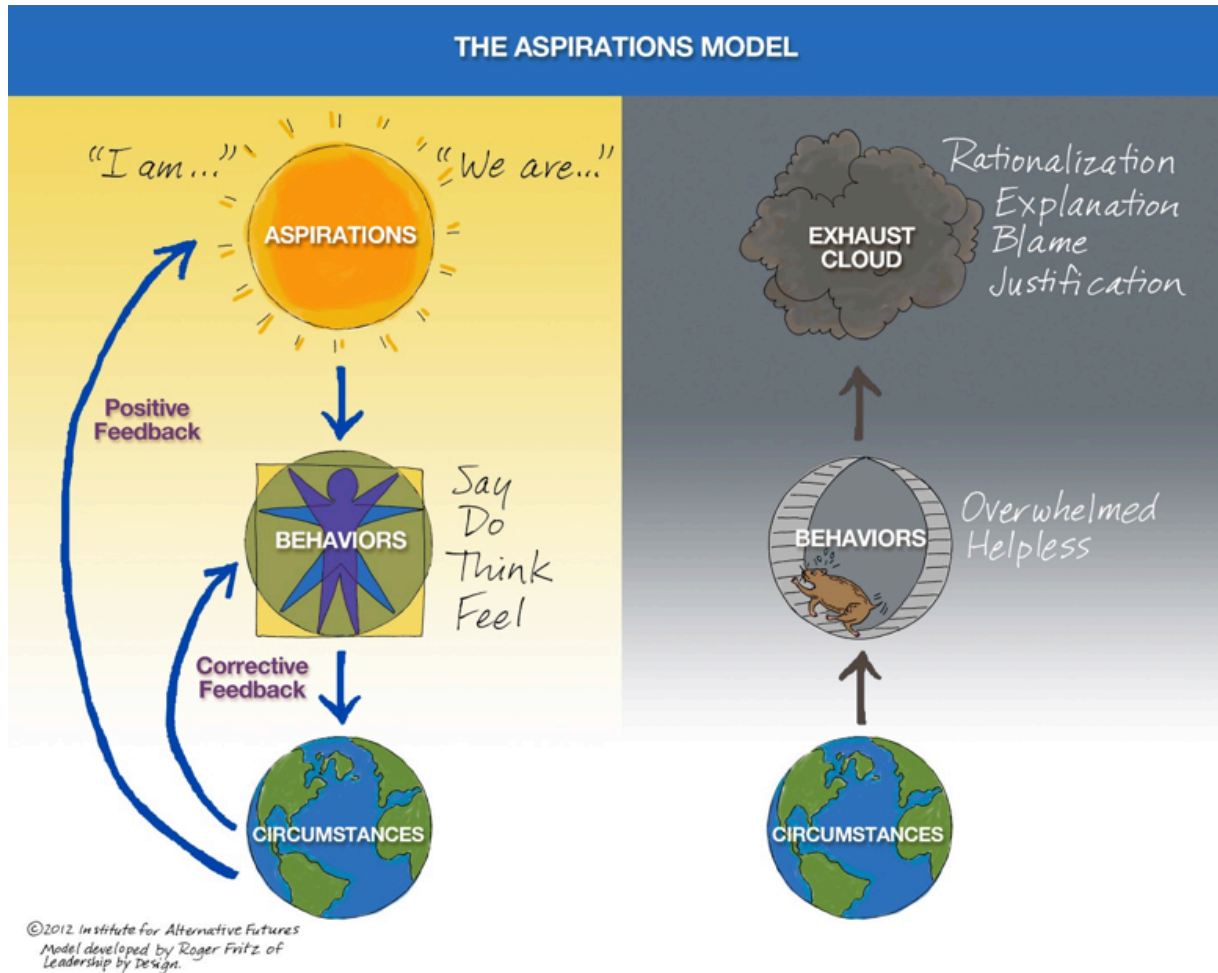 THE ASPIRATIONS MODEL
"I am..."
"We are..."
ASPIRATIONS
Positive
Feedback
BEHAVIORS
Say
Do
Think
Feel
Corrective
Feedback
CIRCUMSTANCES
EXHAUST
CLOUD
Rationalization
Explanation
Blame
Justification
BEHAVIORS
Overwhelmed
Helpless
CIRCUMSTANCES
©2012 Institute for Alternative Futures
Model developed by Roger Fritz of
Leadership by Design.